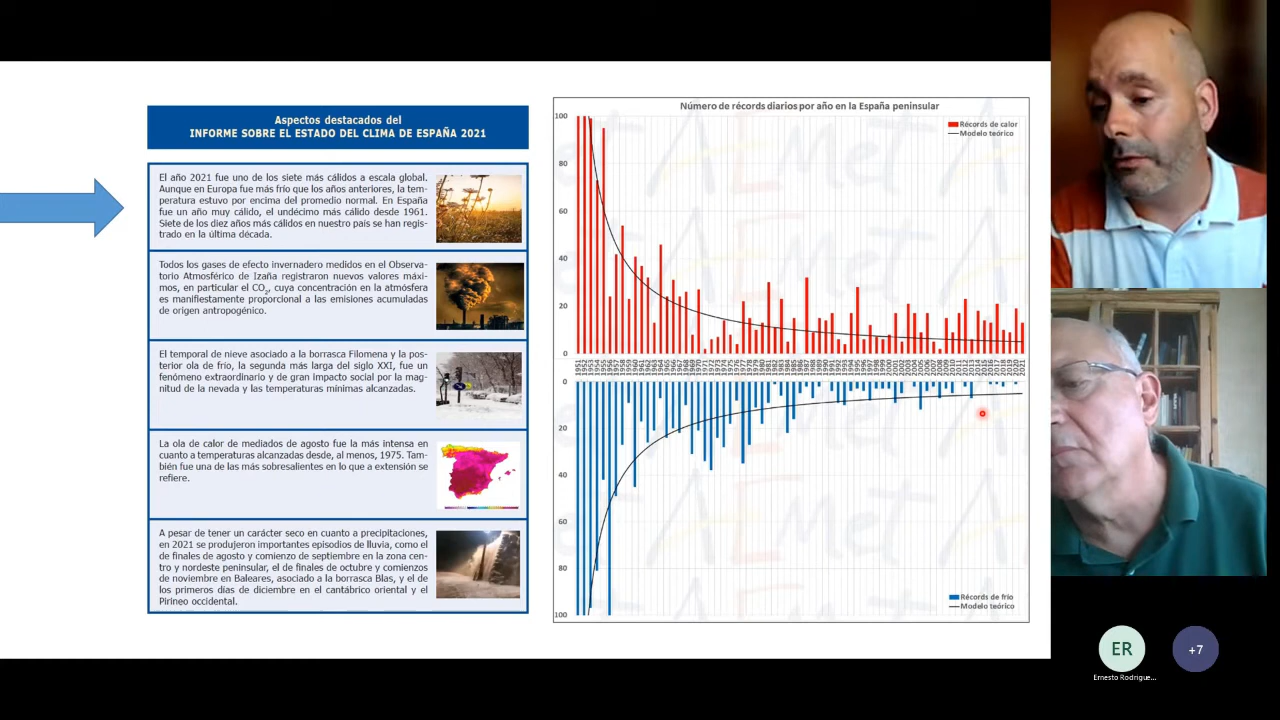 Aspectos destacados del
INFORME SOBRE EL ESTADO DEL CLIMA DE ESPAÑA 2021
El año 2021 fue uno de los siete más cálidos a escala global.
Aunque en Europa fue más frío que los años anteriores, la tem-
peratura estuvo por encima del promedio normal. En España
fue un año muy cálido, el undécimo más cálido desde 1961.
Siete de los diez años más cálidos en nuestro país se han regis-
trado en la última década.
Todos los gases de efecto invernadero medidos en el Observa-
torio Atmosférico de Izaña registraron nuevos valores máxi-
mos, en particular el CO2, cuya concentración en la atmósfera
es manifiestamente proporcional a las emisiones acumuladas
de origen antropogénico.
El temporal de nieve asociado a la borrasca Filomena y la pos-
terior ola de frío, la segunda más larga del siglo XXI, fue un
fenómeno extraordinario y de gran impacto social por la mag-
nitud de la nevada y las temperaturas mínimas alcanzadas.
La ola de calor de mediados de agosto fue la más intensa en
cuanto a temperaturas alcanzadas desde, al menos, 1975. Tam-
bién fue una de las más sobresalientes en lo que a extensión se
refiere.
A pesar de tener un carácter seco en cuanto a precipitaciones,
en 2021 se produjeron importantes episodios de lluvia, como el
de finales de agosto y comienzo de septiembre en la zona cen-
tro y nordeste peninsular, el de finales de octubre y comienzos
de noviembre en Baleares, asociado a la borrasca Blas, y el de
los primeros días de diciembre en el cantábrico oriental y el
Pirineo occidental.
Número de récords diarios por año en la España peninsular
Récords de calor
Modelo teórico
100
80
60
40
20
0
0
20
40
60
80
100
Récords de frío
Modelo teórico
ER
+7
Ernesto Rodrigue...